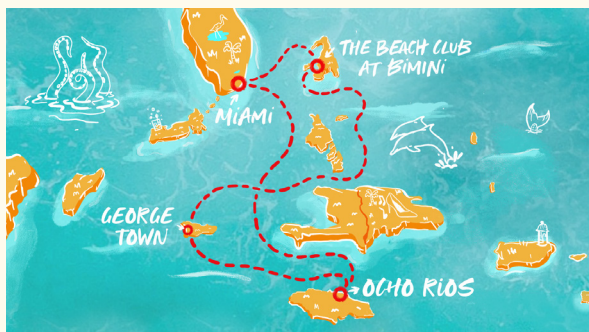 THE BEACH CLUB
AT BIMINI
MIAMI
GEORGE
TOWN
OCHO RIOS